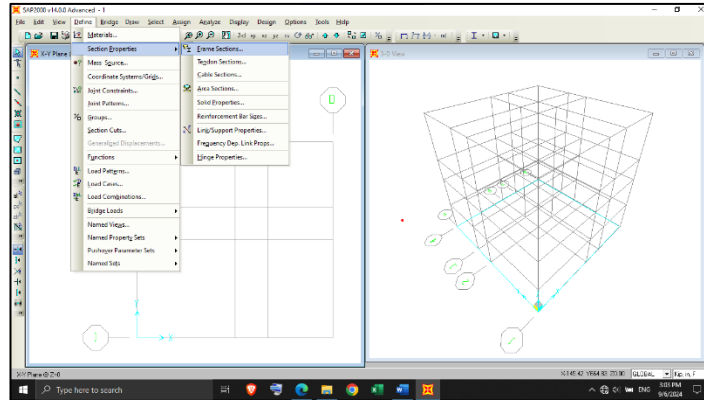 SAP2000 v14.0.0 Advanced - 1
File Edit View Define Bridge Draw Select Assign Analyze Display Design Options Tools Help
Materials...
Section Properties
Mass Source...
Coordinate Systems/Grids...
Joint Constraints...
Joint Patterns...
Groups...
Section Cuts...
Generalized Displacements...
Functions
Load Patterns...
Load Cases...
Load Combinations...
Bridge Loads
Named Views...
Named Property Sets
Pushover Parameter Sets
Named Sets
Frame Sections...
Tendon Sections...
Cable Sections...
Area Sections...
Solid Properties...
Reinforcement Bar Sizes...
Link/Support Properties...
Frequency Dep. Link Props...
Hinge Properties...
X-Y Plane
3-D View
D
X-Y Plane @ Z=0
GLOBAL
Kip, in, F
Type here to search
ENG
3:03 PM
9/6/2024